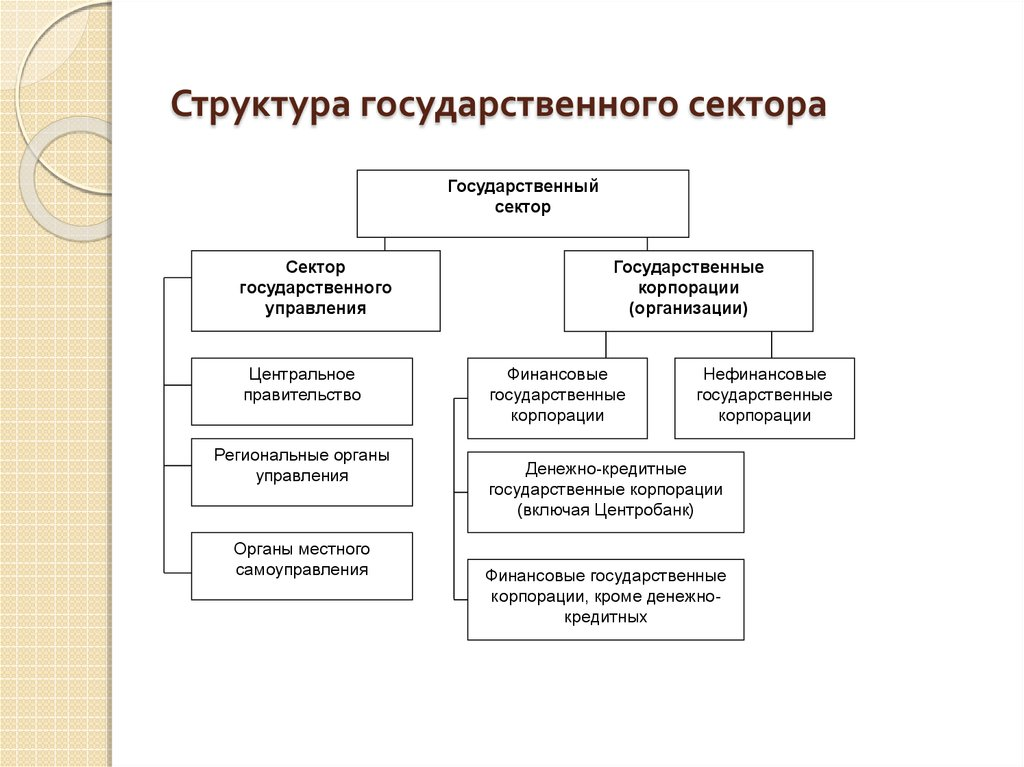 Структура государственного сектора
Государственный
сектор
Сектор
государственного
управления
Государственные
корпорации
(организации)
Центральное
правительство
Финансовые
государственные
корпорации
Нефинансовые
государственные
корпорации
Региональные органы
управления
Денежно-кредитные
государственные корпорации
(включая Центробанк)
Органы местного
самоуправления
Финансовые государственные
корпорации, кроме денежно-
кредитных